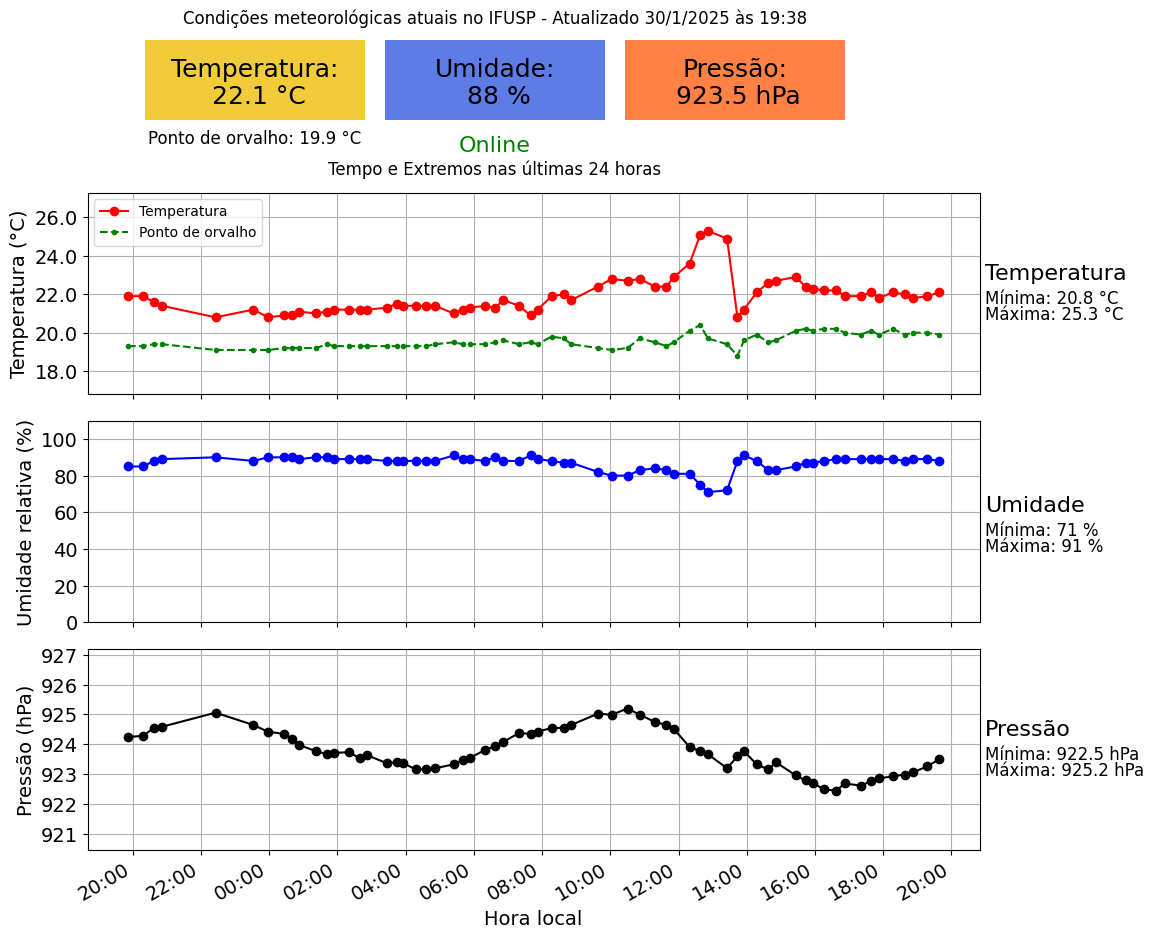 Condições meteorológicas atuais no IFUSP - Atualizado 30/1/2025 às 19:38
Temperatura:
22.1 °C
Umidade:
88 %
Pressão:
923.5 hPa
Ponto de orvalho: 19.9 °C
Online
Tempo e Extremos nas últimas 24 horas
Temperatura (°C)
26.0
24.0
22.0
20.0
18.0
Temperatura
Ponto de orvalho
Temperatura
Mínima: 20.8 °C
Máxima: 25.3 °C
Umidade relativa (%)
100
80
60
40
20
0
Umidade
Mínima: 71 %
Máxima: 91 %
Pressão (hPa)
927
926
925
924
923
922
921
Pressão
Mínima: 922.5 hPa
Máxima: 925.2 hPa
20:00 22:00 00:00 02:00 04:00 06:00 08:00 10:00 12:00 14:00 16:00 18:00 20:00
Hora local